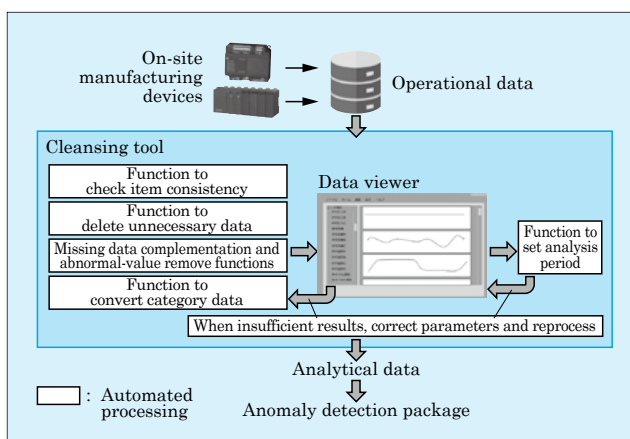 On-site
manufacturing
devices
Operational data
Cleansing tool
Function to
check item consistency
Function to
delete unnecessary data
Missing data complementation and
abnormal-value remove functions
Function to
convert category data
Data viewer
Function to
set analysis
period
When insufficient results, correct parameters and reprocess
Analytical data
: Automated
processing
Anomaly detection package